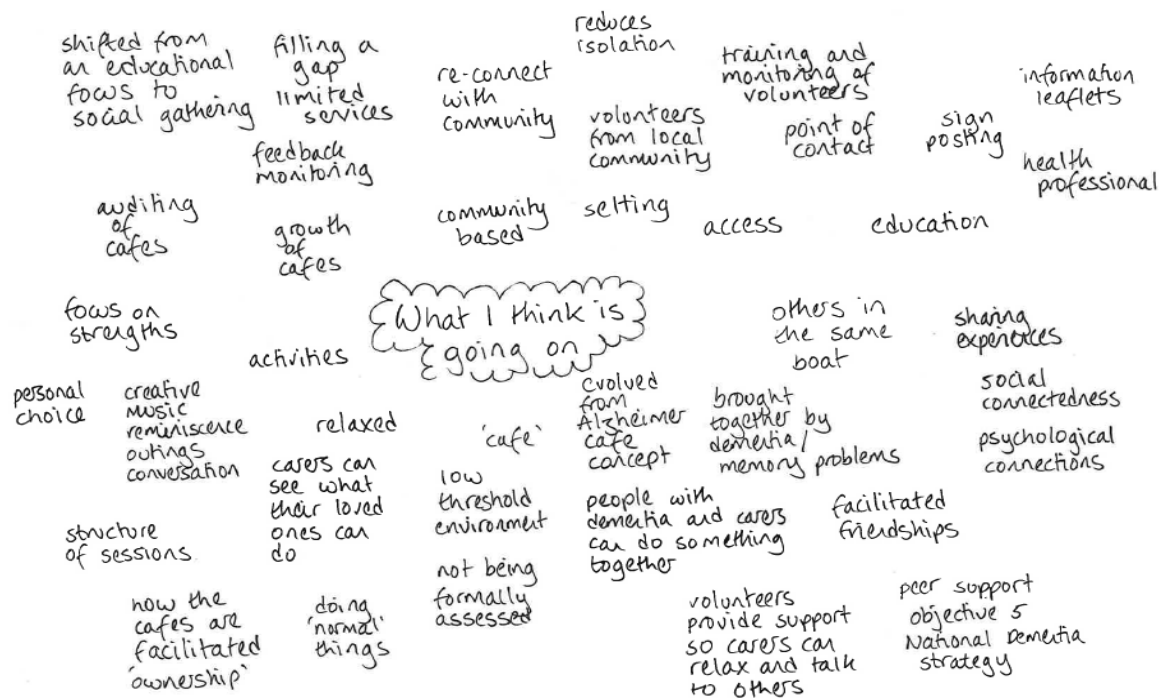 shifted from
an educational
focus to
social gathering
filling a
gap
limited
services
re-connect
with
community
reduces
isolation
volunteers
from local
community
training and
monitoring of
volunteers
point of
contact
sign
posting
information
leaflets
health
professional
feedback
monitoring
auditing
of
cafes
growth
of
cafes
community
based
setting
access
education
focus on
strengths
activities
What I think is
going on
others in
the same
boat
sharing
experiences
personal
choice
creative
music
reminiscence
outings
conversation
relaxed
'cafe'
evolved
from
Alzheimer
cafe
concept
brought
together by
dementia/
memory problems
social
connectedness
psychological
connections
structure
of sessions
carers can
see what
their loved
ones can
do
low
threshold
environment
people with
dementia and carers
can do something
together
facilitated
friendships
how the
cafes are
facilitated
'ownership'
doing
'normal'
things
not being
formally
assessed
volunteers
provide support
so carers can
relax and talk
to others
peer support
objective 5
National Dementia
strategy